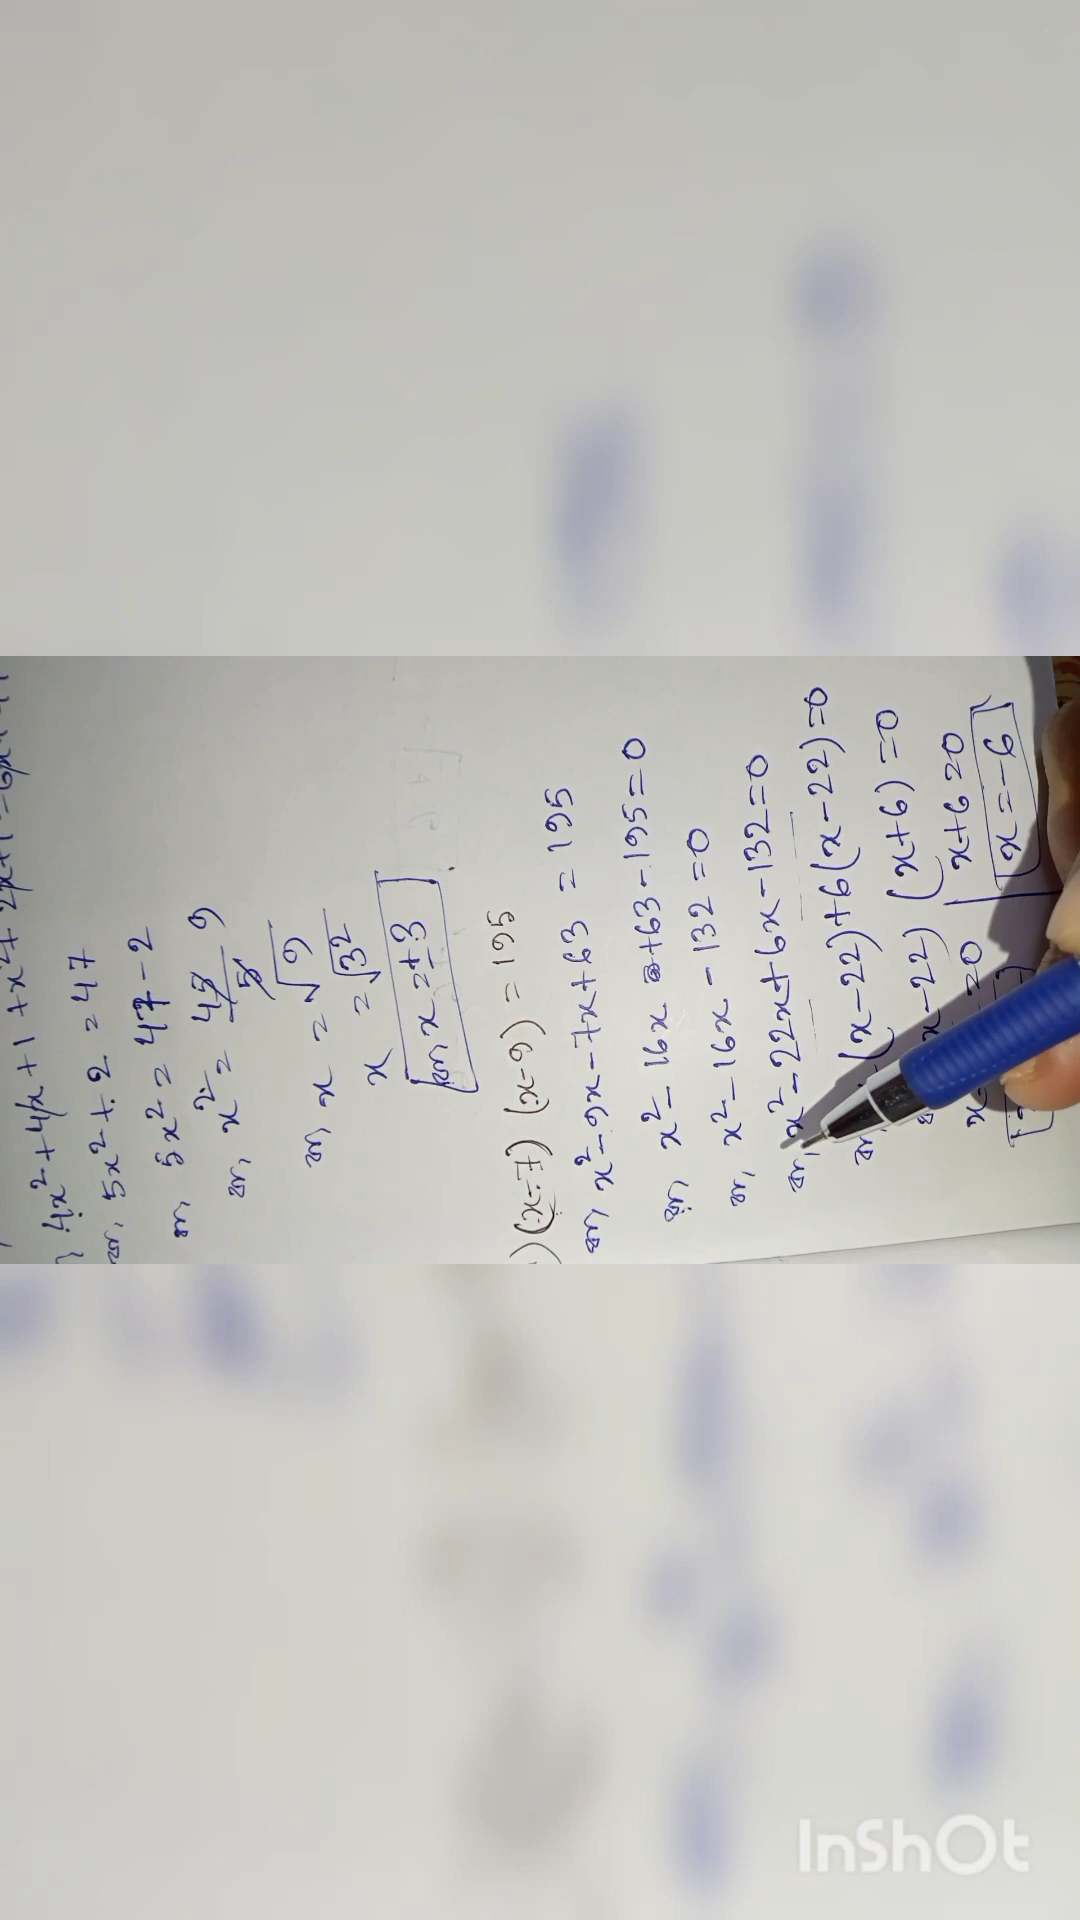 4x²+4x+1+x²+2x+1=6x+47
বা, 5x²+2=47
বা, 5x²=47-2
বা, x²=45/5 9
বা, x=√9
x=√32
বা, x=±3
)(x-7)(x-9)=195
বা, x²-9x-7x+63=195
বা, x²-16x+63-195=0
বা, x²-16x-132=0
বা, x²-22x+6x-132=0
বা, (x-22)+6(x-22)=0
x-22) (x+6)=0
x+6=0
x=-6
InShOt